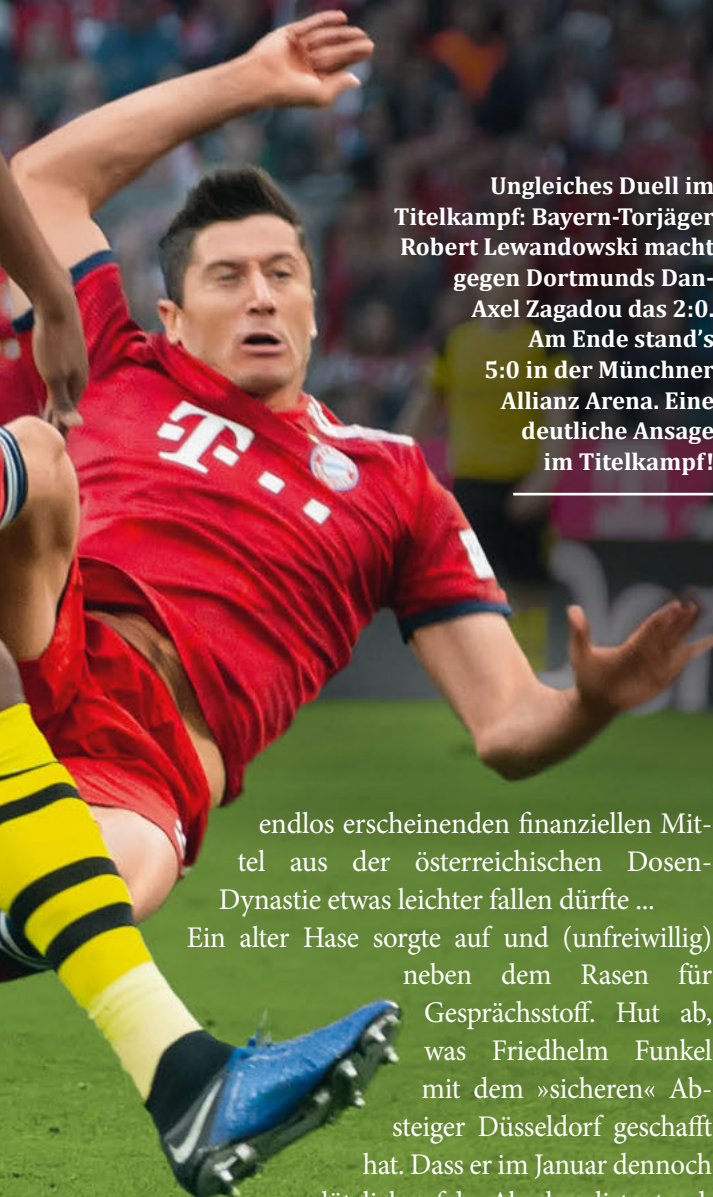 Ungleiches Duell im
Titelkampf: Bayern-Torjäger
Robert Lewandowski macht
gegen Dortmunds Dan-
Axel Zagadou das 2:0.
Am Ende stand’s
5:0 in der Münchner
Allianz Arena. Eine
deutliche Ansage
im Titelkampf!
T
endlos erscheinenden finanziellen Mit-
tel aus der österreichischen Dosen-
Dynastie etwas leichter fallen dürfte ...
Ein alter Hase sorgte auf und (unfreiwillig)
neben dem Rasen für
Gesprächsstoff. Hut ab,
was Friedhelm Funkel
mit dem »sicheren« Ab-
steiger Düsseldorf geschafft
hat. Dass er im Januar dennoch